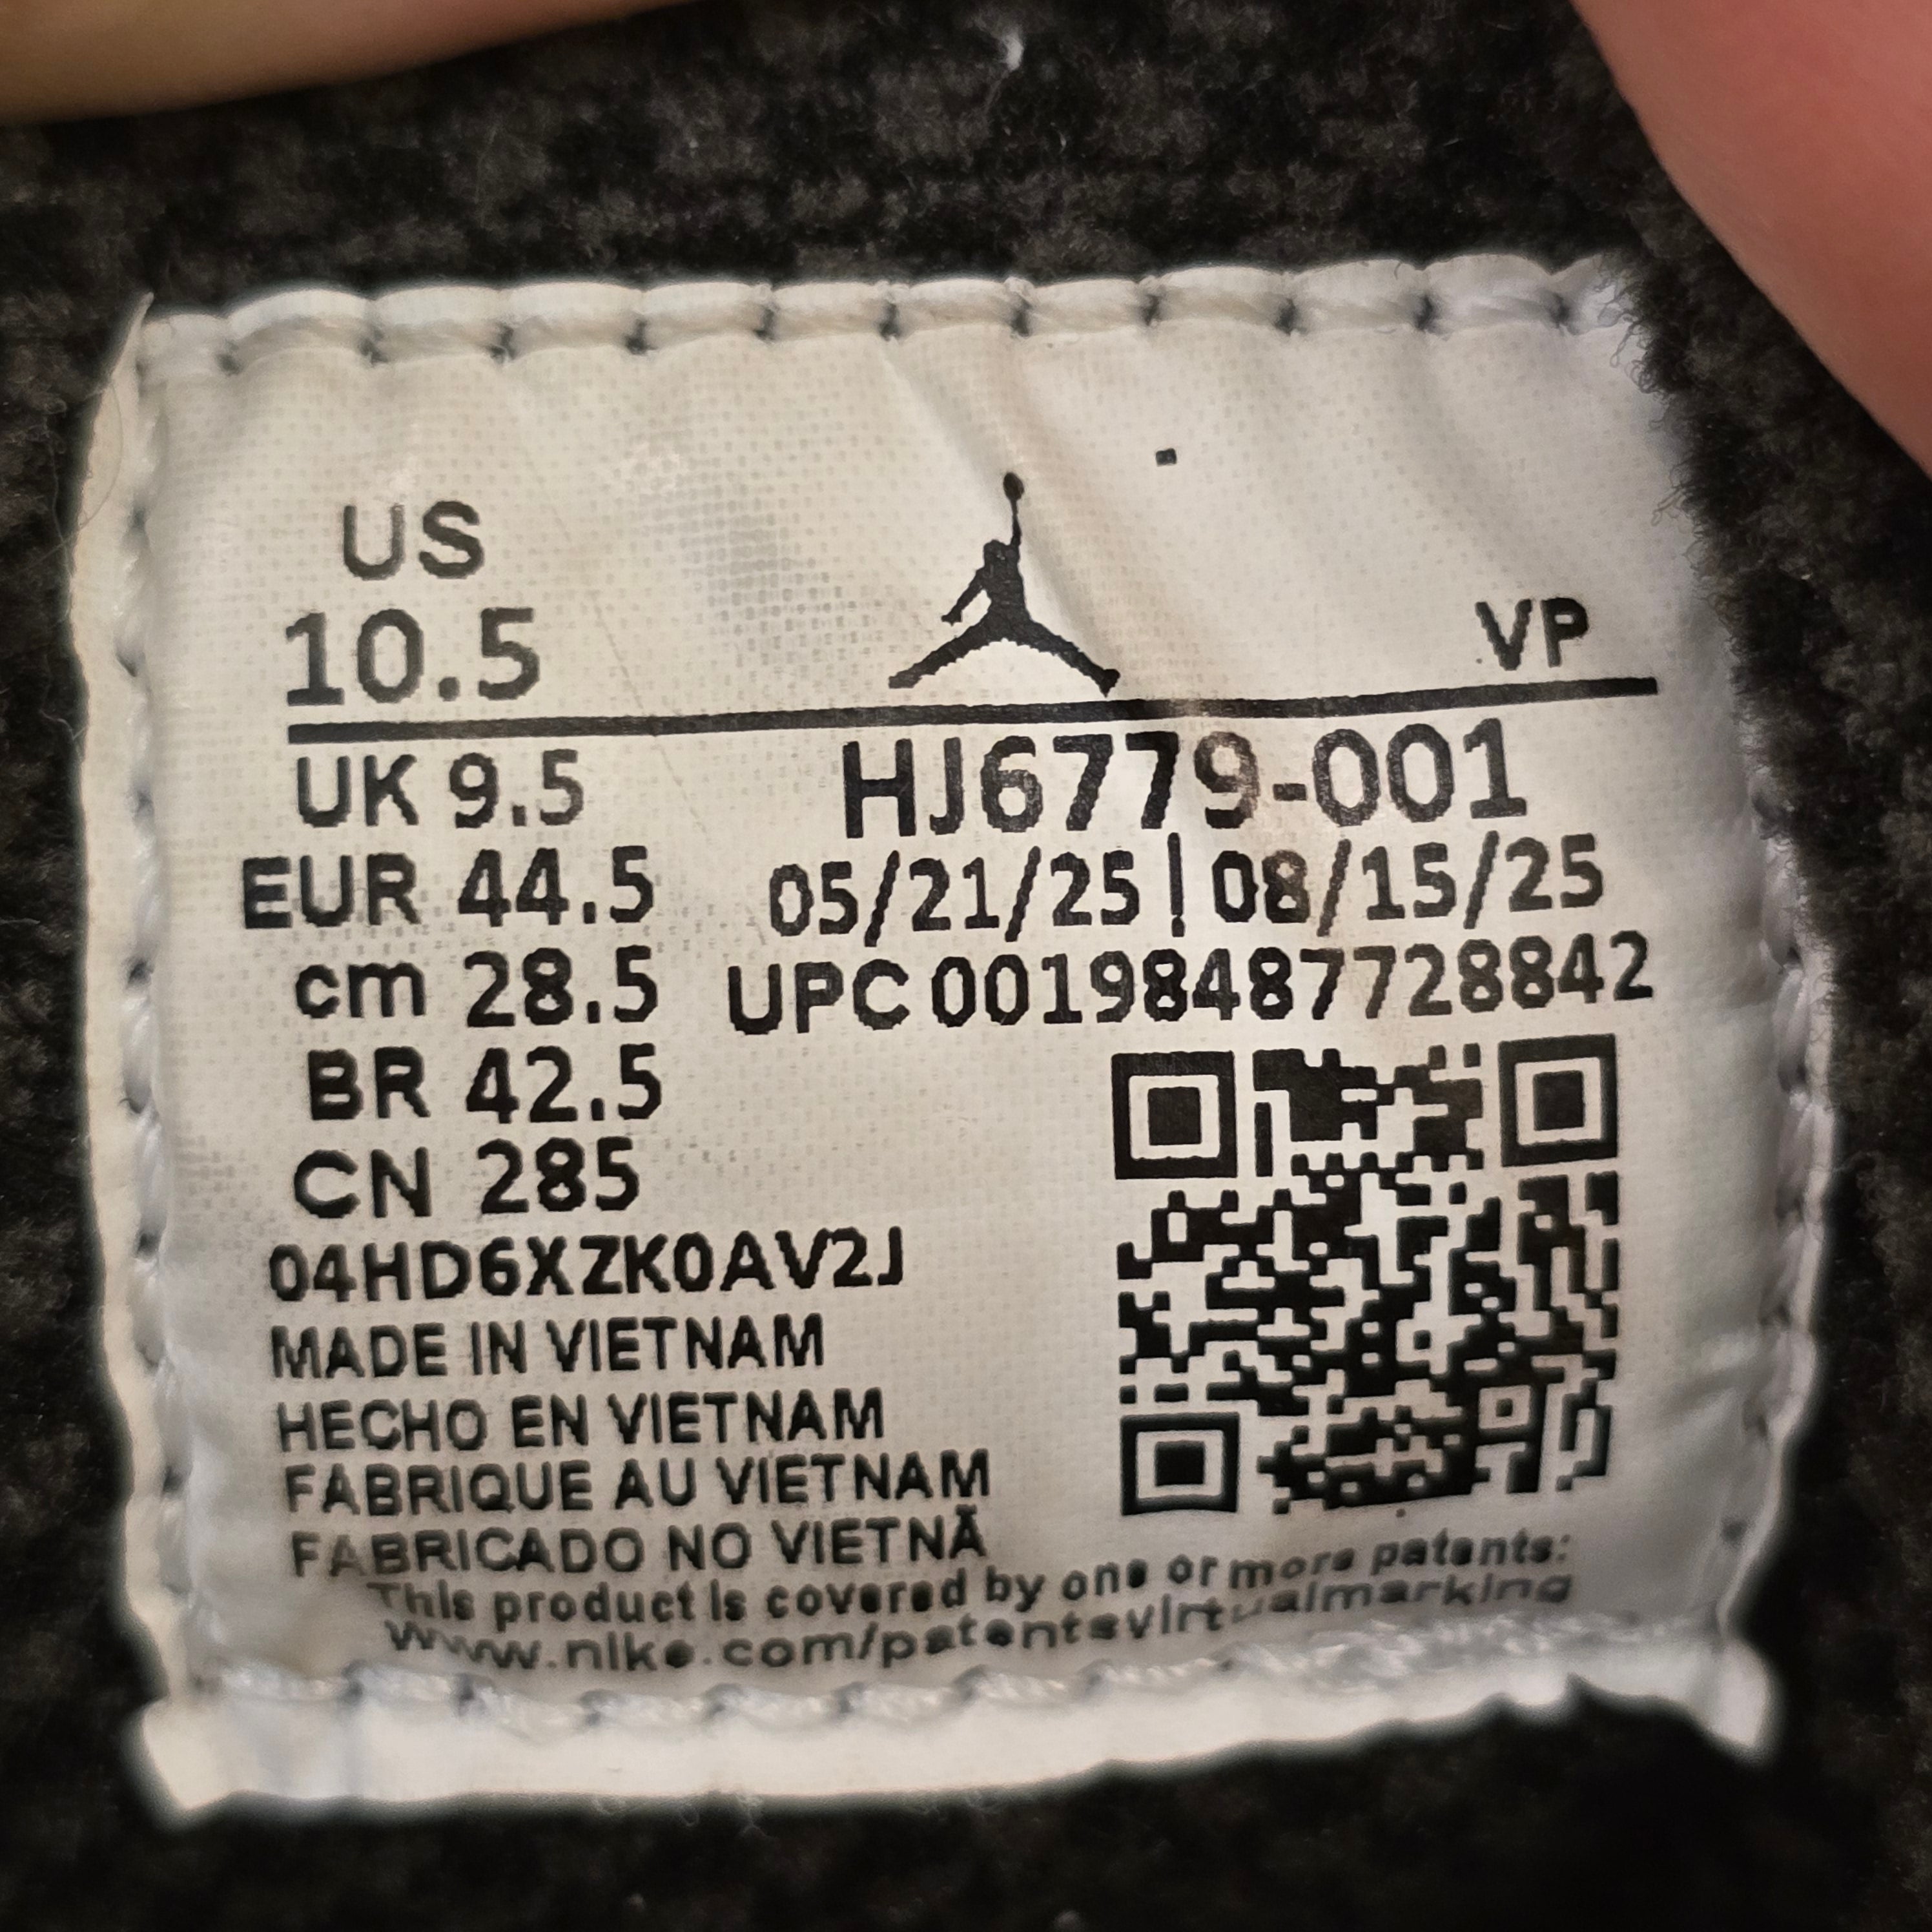 US
10.5
VP
UK 9.5
EUR 44.5
cm 28.5
BR 42.5
CN 285
HJ6779-001
05/21/25 | 08/15/25
UPC 00198487728842
04HD6XZK0AV2J
MADE IN VIETNAM
HECHO EN VIETNAM
FABRIQUE AU VIETNAM
FABRICADO NO VIETNÃ
This product is covered by one or more patents:
www.nike.com/patentsvirtualmarking